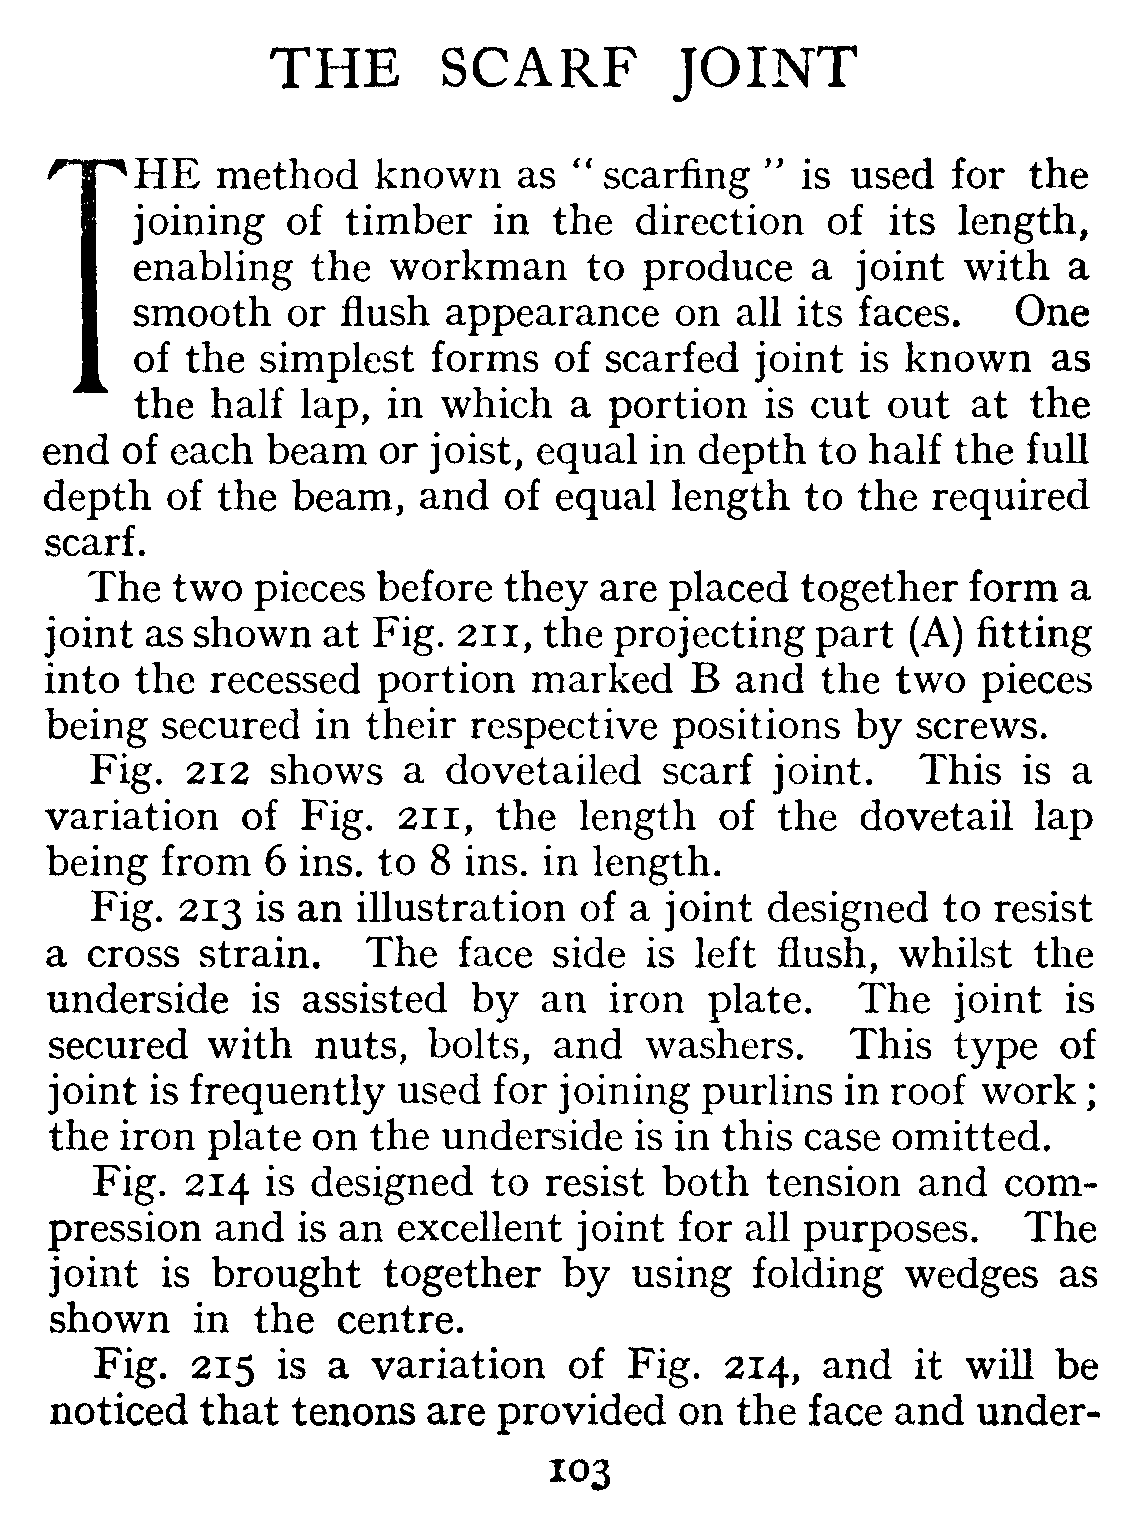 THE SCARF JOINT
THE method known as “ scarfing ” is used for the
joining of timber in the direction of its length,
enabling the workman to produce a joint with a
smooth or flush appearance on all its faces. One
of the simplest forms of scarfed joint is known as
the half lap, in which a portion is cut out at the
end of each beam or joist, equal in depth to half the full
depth of the beam, and of equal length to the required
scarf.
The two pieces before they are placed together form a
joint as shown at Fig. 211, the projecting part (A) fitting
into the recessed portion marked B and the two pieces
being secured in their respective positions by screws.
Fig. 212 shows a dovetailed scarf joint. This is a
variation of Fig. 211, the length of the dovetail lap
being from 6 ins. to 8 ins. in length.
Fig. 213 is an illustration of a joint designed to resist
a cross strain. The face side is left flush, whilst the
underside is assisted by an iron plate. The joint is
secured with nuts, bolts, and washers. This type of
joint is frequently used for joining purlins in roof work ;
the iron plate on the underside is in this case omitted.
Fig. 214 is designed to resist both tension and com-
pression and is an excellent joint for all purposes. The
joint is brought together by using folding wedges as
shown in the centre.
Fig. 215 is a variation of Fig. 214, and it will be
noticed that tenons are provided on the face and under-
103